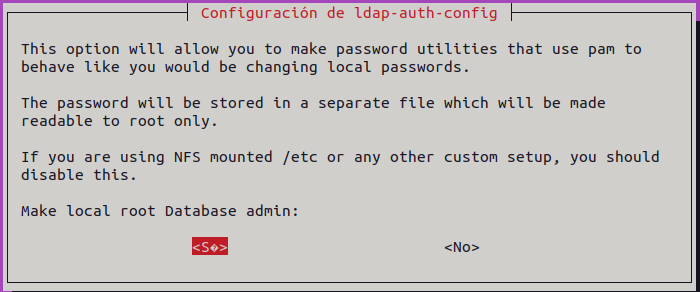 Configuración de ldap-auth-config
This option will allow you to make password utilities that use pam to
behave like you would be changing local passwords.
The password will be stored in a separate file which will be made
readable to root only.
If you are using NFS mounted /etc or any other custom setup, you should
disable this.
Make local root Database admin:
<S�> <No>